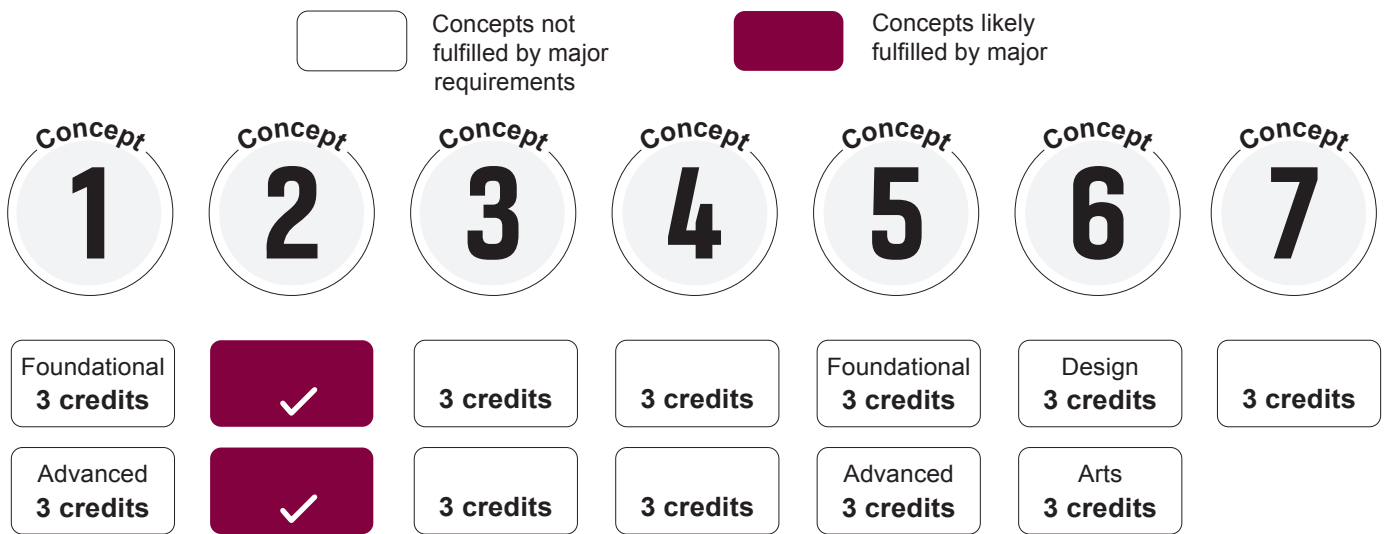 Concepts not
fulfilled by major
requirements
Concepts likely
fulfilled by major
Concept Concept Concept Concept Concept Concept Concept
1 2 3 4 5 6 7
Foundational Foundational Design
3 credits 3 credits 3 credits 3 credits 3 credits 3 credits
Advanced Advanced Arts
3 credits 3 credits 3 credits 3 credits 3 credits